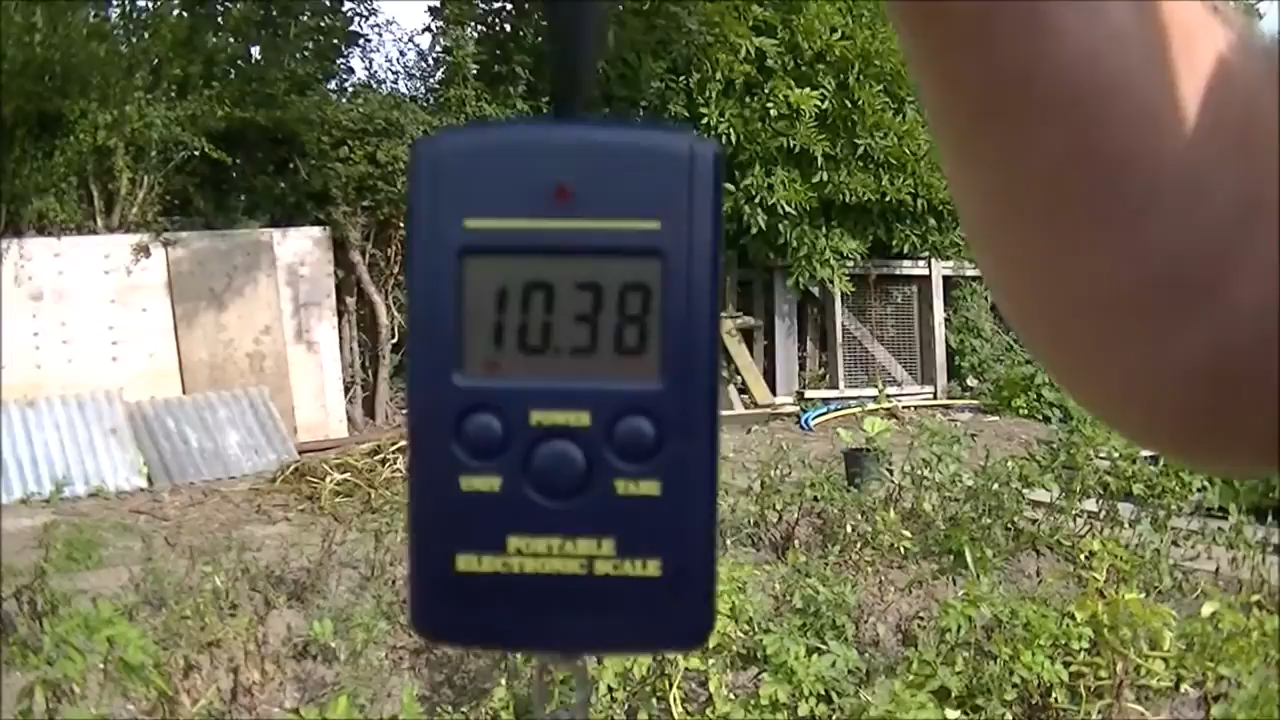 10.38
POWER
UNIT TARE
PORTABLE
ELECTRONIC SCALE